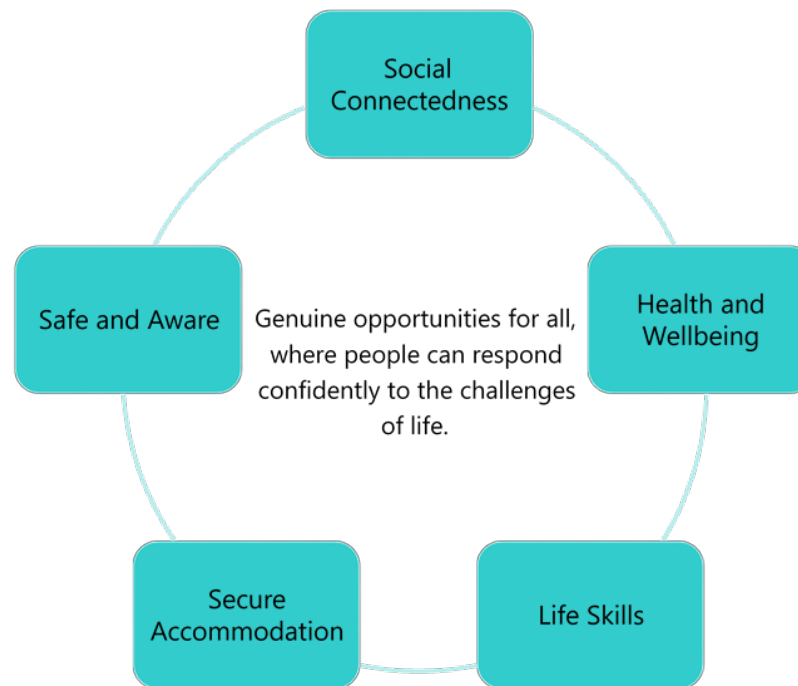 Social
Connectedness
Health and
Wellbeing
Life Skills
Secure
Accommodation
Safe and Aware
Genuine opportunities for all,
where people can respond
confidently to the challenges
of life.